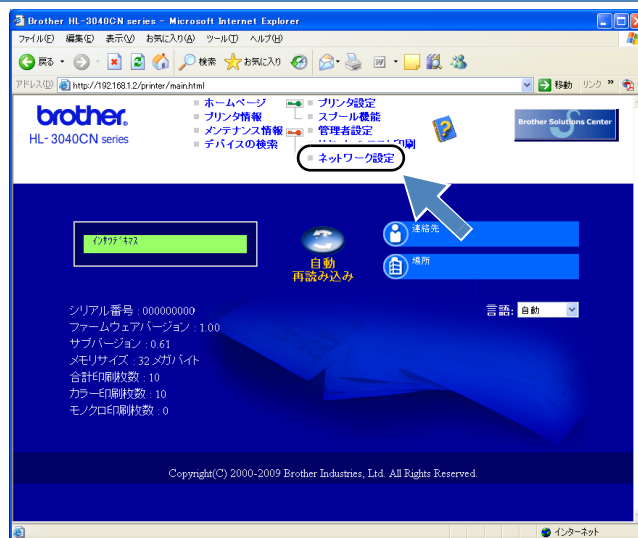 Brother HL-3040CN series - Microsoft Internet Explorer
ファイル(F) 編集(E) 表示(V) お気に入り(A) ツール(T) ヘルプ(H)
戻る 検索 お気に入り
アドレス(D) http://192.168.1.2/printer/main.html 移動 リンク »
brother.
HL- 3040CN series
ホームページ
プリンタ情報
メンテナンス情報
デバイスの検索
プリンタ設定
スプール機能
管理者設定
ネットワーク設定
Brother Solutions Center
ｲﾝｻﾂﾃﾞｷﾏｽ
自動
再読み込み
連絡先
場所
言語: 自動
シリアル番号 : 000000000
ファームウェアバージョン : 1.00
サブバージョン : 0.61
メモリサイズ : 32 メガバイト
合計印刷枚数 : 10
カラー印刷枚数 : 10
モノクロ印刷枚数 : 0
Copyright(C) 2000-2009 Brother Industries, Ltd. All Rights Reserved.
インターネット